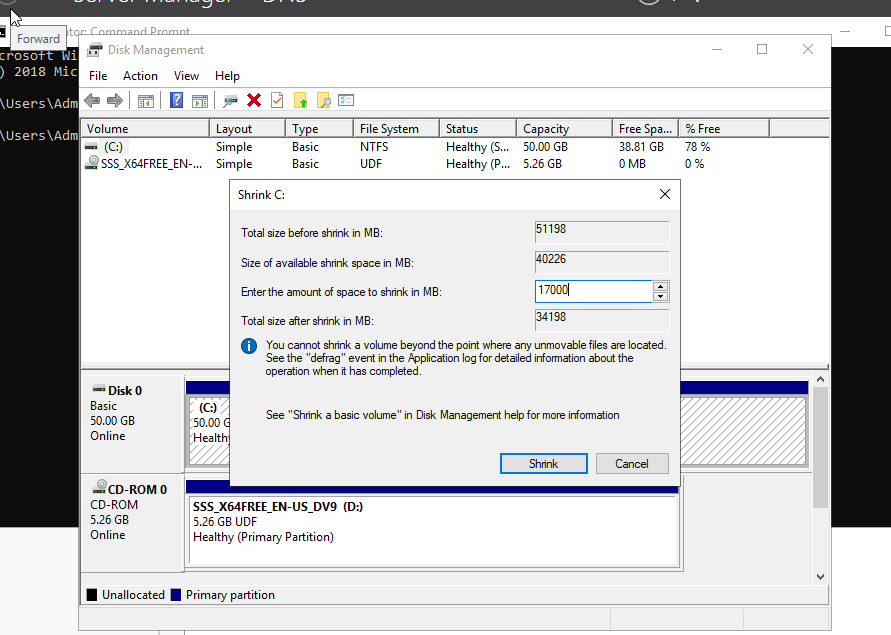 Server Manager DNS
Forward
ator: Command Prompt
crosoft Wi
) 2018 Mic
\Users\Adm
\Users\Adm
Disk Management
File Action View Help
Volume Layout Type File System Status Capacity Free Spa... % Free
(C:) Simple Basic NTFS Healthy (S... 50.00 GB 38.81 GB 78 %
SSS_X64FREE_EN-... Simple Basic UDF Healthy (P... 5.26 GB 0 MB 0 %
Shrink C:
Total size before shrink in MB: 51198
Size of available shrink space in MB: 40226
Enter the amount of space to shrink in MB: 17000
Total size after shrink in MB: 34198
You cannot shrink a volume beyond the point where any unmovable files are located.
See the "defrag" event in the Application log for detailed information about the
operation when it has completed.
See "Shrink a basic volume" in Disk Management help for more information
Shrink Cancel
Disk 0
Basic
50.00 GB
Online
(C:)
50.00 G
Healthy
CD-ROM 0
CD-ROM
5.26 GB
Online
SSS_X64FREE_EN-US_DV9 (D:)
5.26 GB UDF
Healthy (Primary Partition)
Unallocated Primary partition